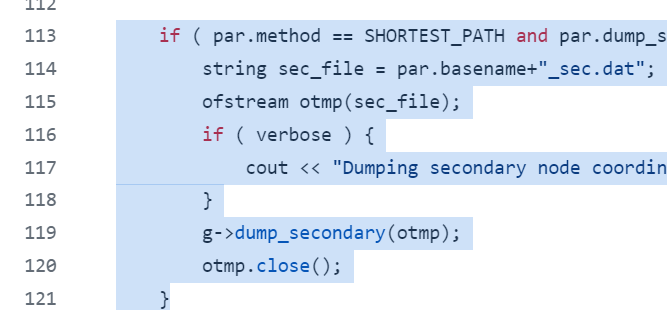 112
113 if ( par.method == SHORTEST_PATH and par.dump_s
114 string sec_file = par.basename+"_sec.dat";
115 ofstream otmp(sec_file);
116 if ( verbose ) {
117 cout << "Dumping secondary node coordin
118 }
119 g->dump_secondary(otmp);
120 otmp.close();
121 }